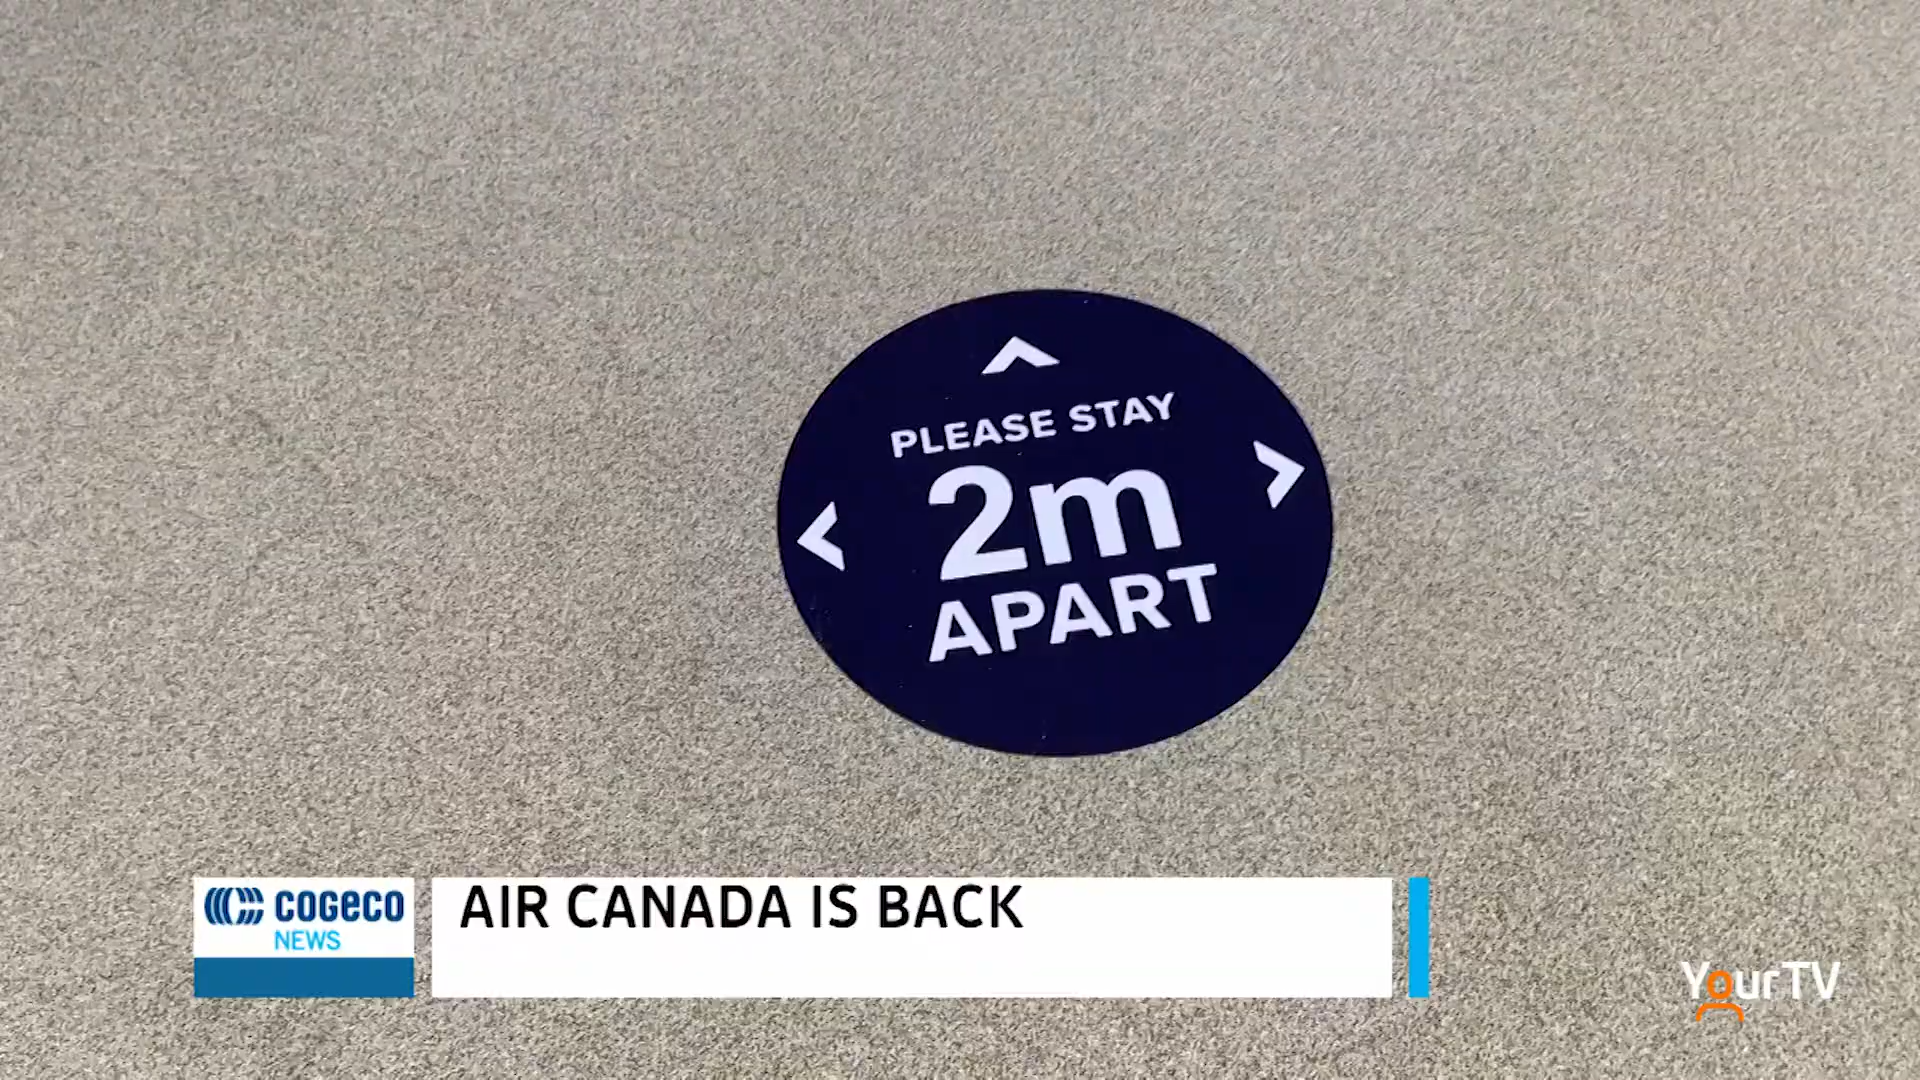 PLEASE STAY
2m
APART
COGECO
NEWS
AIR CANADA IS BACK
YourTV